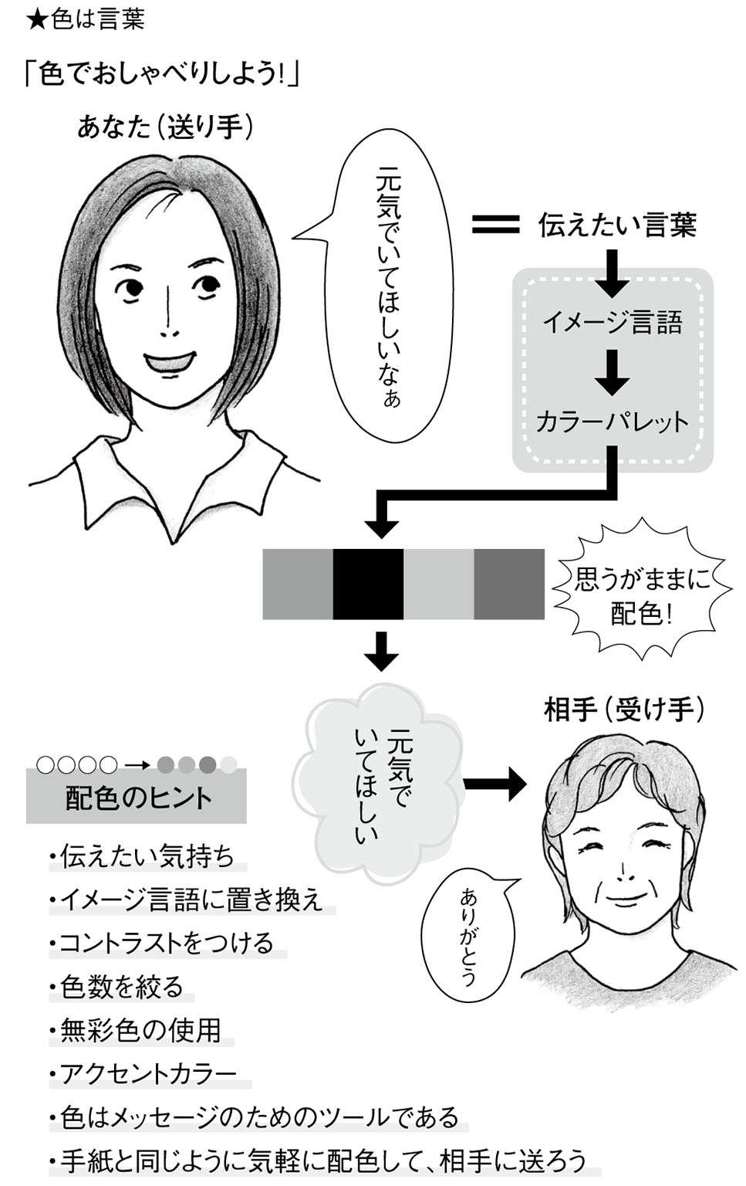 ★色は言葉
「色でおしゃべりしよう!」
あなた(送り手)
元気でいてほしいなぁ
＝ 伝えたい言葉
イメージ言語
カラーパレット
思うがままに
配色!
元気で
いてほしい
相手(受け手)
ありがとう
配色のヒント
・伝えたい気持ち
・イメージ言語に置き換え
・コントラストをつける
・色数を絞る
・無彩色の使用
・アクセントカラー
・色はメッセージのためのツールである
・手紙と同じように気軽に配色して、相手に送ろう